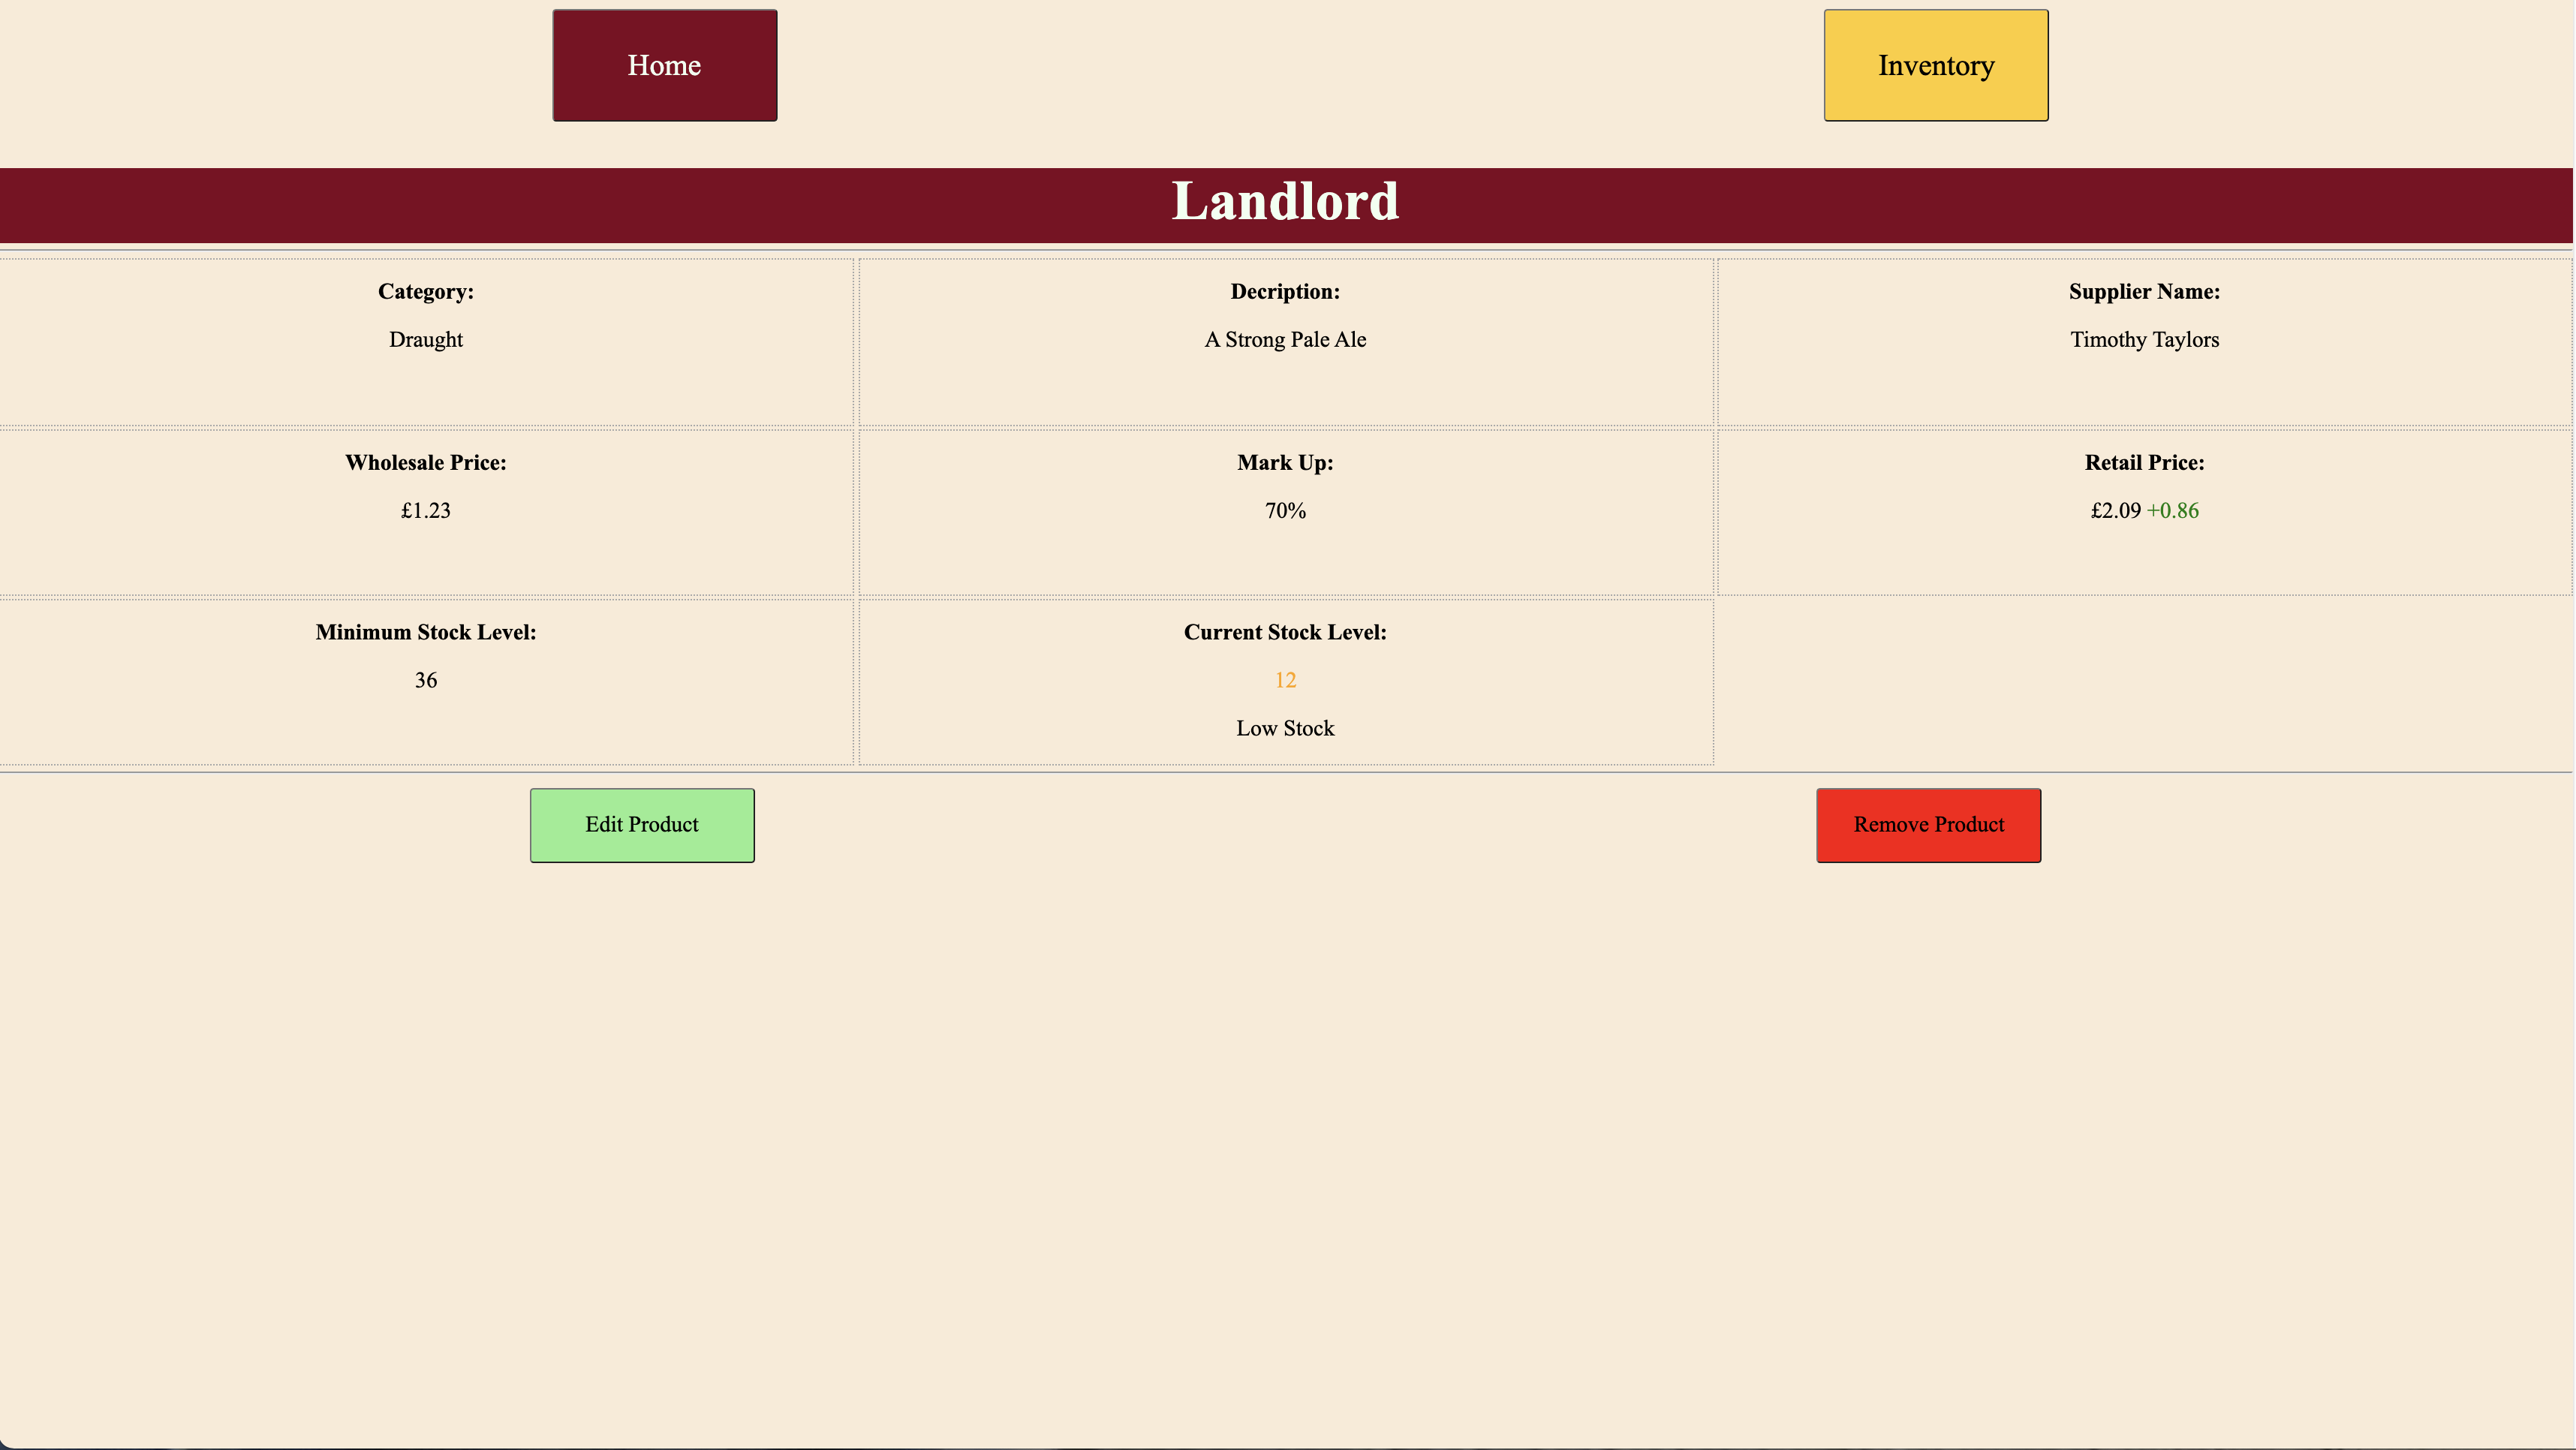 Home
Inventory
Landlord
Category:
Draught
Decription:
A Strong Pale Ale
Supplier Name:
Timothy Taylors
Wholesale Price:
£1.23
Mark Up:
70%
Retail Price:
£2.09 +0.86
Minimum Stock Level:
36
Current Stock Level:
12
Low Stock
Edit Product
Remove Product